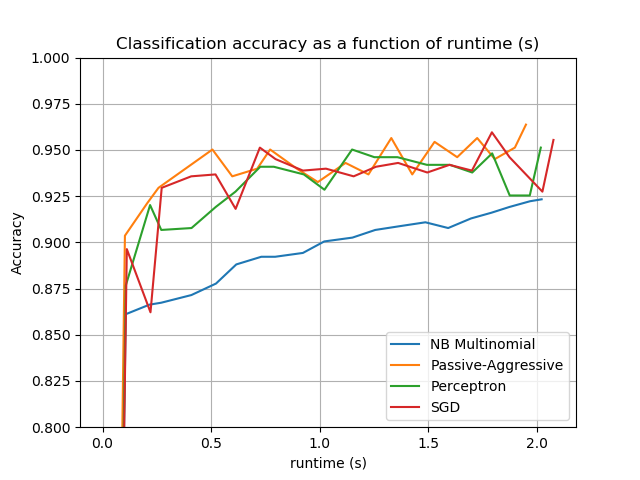 Classification accuracy as a function of runtime (s)
1.000
0.975
0.950
0.925
0.900
0.875
0.850
0.825
0.800
Accuracy
NB Multinomial
Passive-Aggressive
Perceptron
SGD
0.0
0.5
1.0
1.5
2.0
runtime (s)